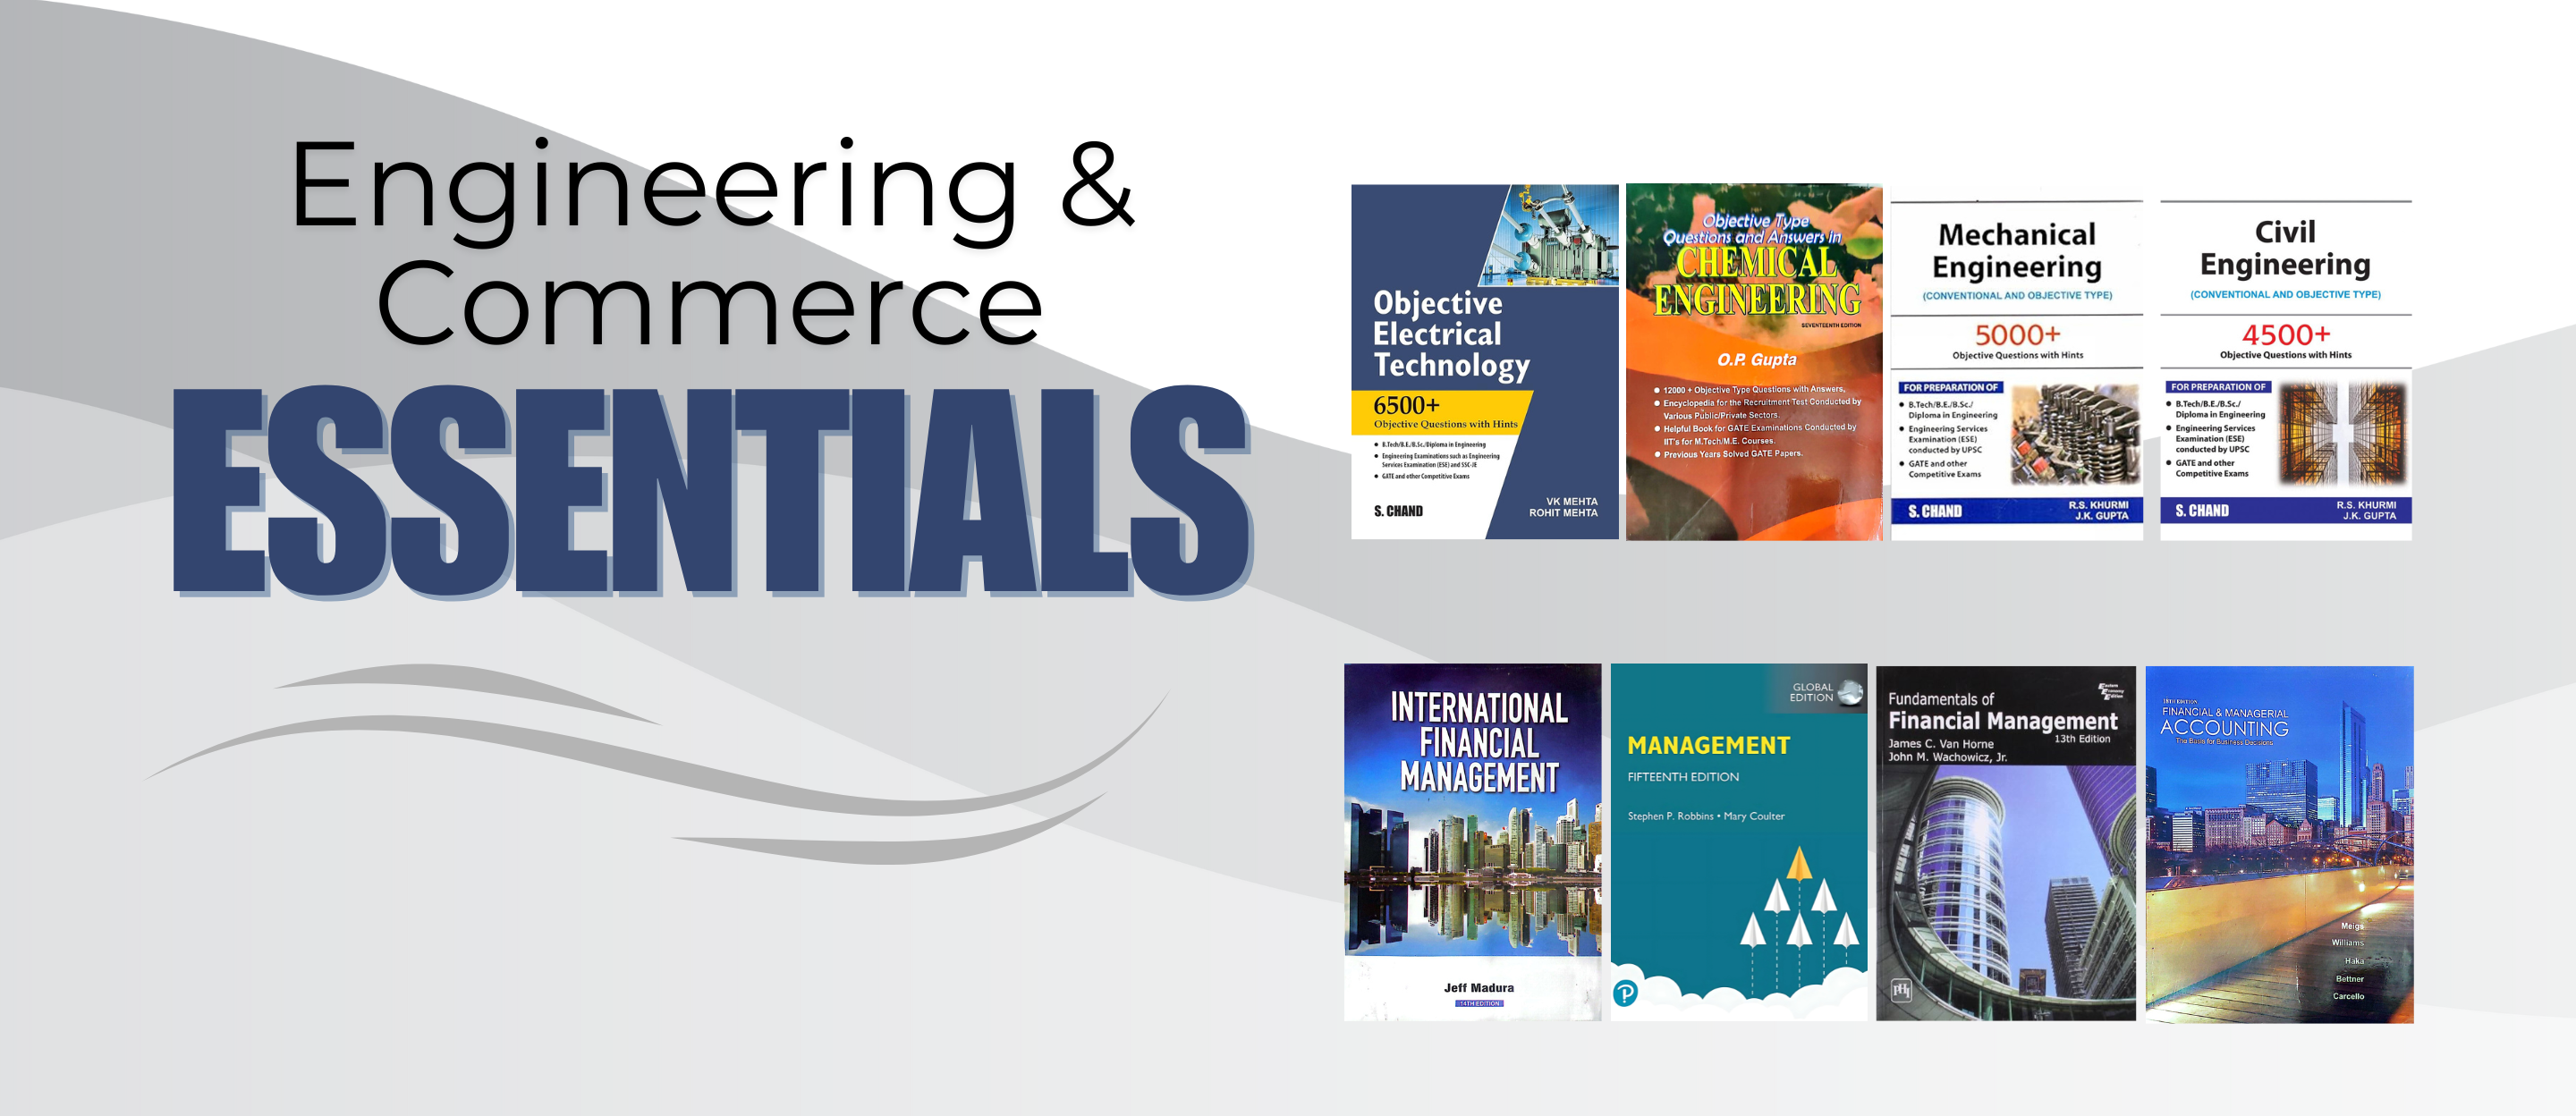 Engineering &
Commerce
ESSENTIALS
Objective
Electrical
Technology
6500+
Objective Questions with Hints
B.Tech/B.E./B.Sc./Diploma in Engineering
Engineering Examinations such as Engineering
Services Examination (ESE) and SSC-JE
GATE and other Competitive Exams
S. CHAND
VK MEHTA
ROHIT MEHTA
Objective Type
Questions and Answers in
CHEMICAL
ENGINEERING
SEVENTEENTH EDITION
O.P. Gupta
12000 + Objective Type Questions with Answers.
Encyclopedia for the Recruitment Test Conducted by
Various Public/Private Sectors.
Helpful Book for GATE Examinations Conducted by
IIT's for M.Tech/M.E. Courses.
Previous Years Solved GATE Papers.
Mechanical
Engineering
(CONVENTIONAL AND OBJECTIVE TYPE)
5000+
Objective Questions with Hints
FOR PREPARATION OF
B.Tech/B.E./B.Sc./
Diploma in Engineering
Engineering Services
Examination (ESE)
conducted by UPSC
GATE and other
Competitive Exams
S. CHAND
R.S. KHURMI
J.K. GUPTA
Civil
Engineering
(CONVENTIONAL AND OBJECTIVE TYPE)
4500+
Objective Questions with Hints
FOR PREPARATION OF
B.Tech/B.E./B.Sc./
Diploma in Engineering
Engineering Services
Examination (ESE)
conducted by UPSC
GATE and other
Competitive Exams
S. CHAND
R.S. KHURMI
J.K. GUPTA
INTERNATIONAL
FINANCIAL
MANAGEMENT
Jeff Madura
14TH EDITION
GLOBAL
EDITION
MANAGEMENT
FIFTEENTH EDITION
Stephen P. Robbins • Mary Coulter
P
Eastern
Economy
Edition
Fundamentals of
Financial Management
13th Edition
James C. Van Horne
John M. Wachowicz, Jr.
PHI
18TH EDITION
FINANCIAL & MANAGERIAL
ACCOUNTING
The Basis for Business Decisions
Meigs
Williams
Haka
Bettner
Carcello